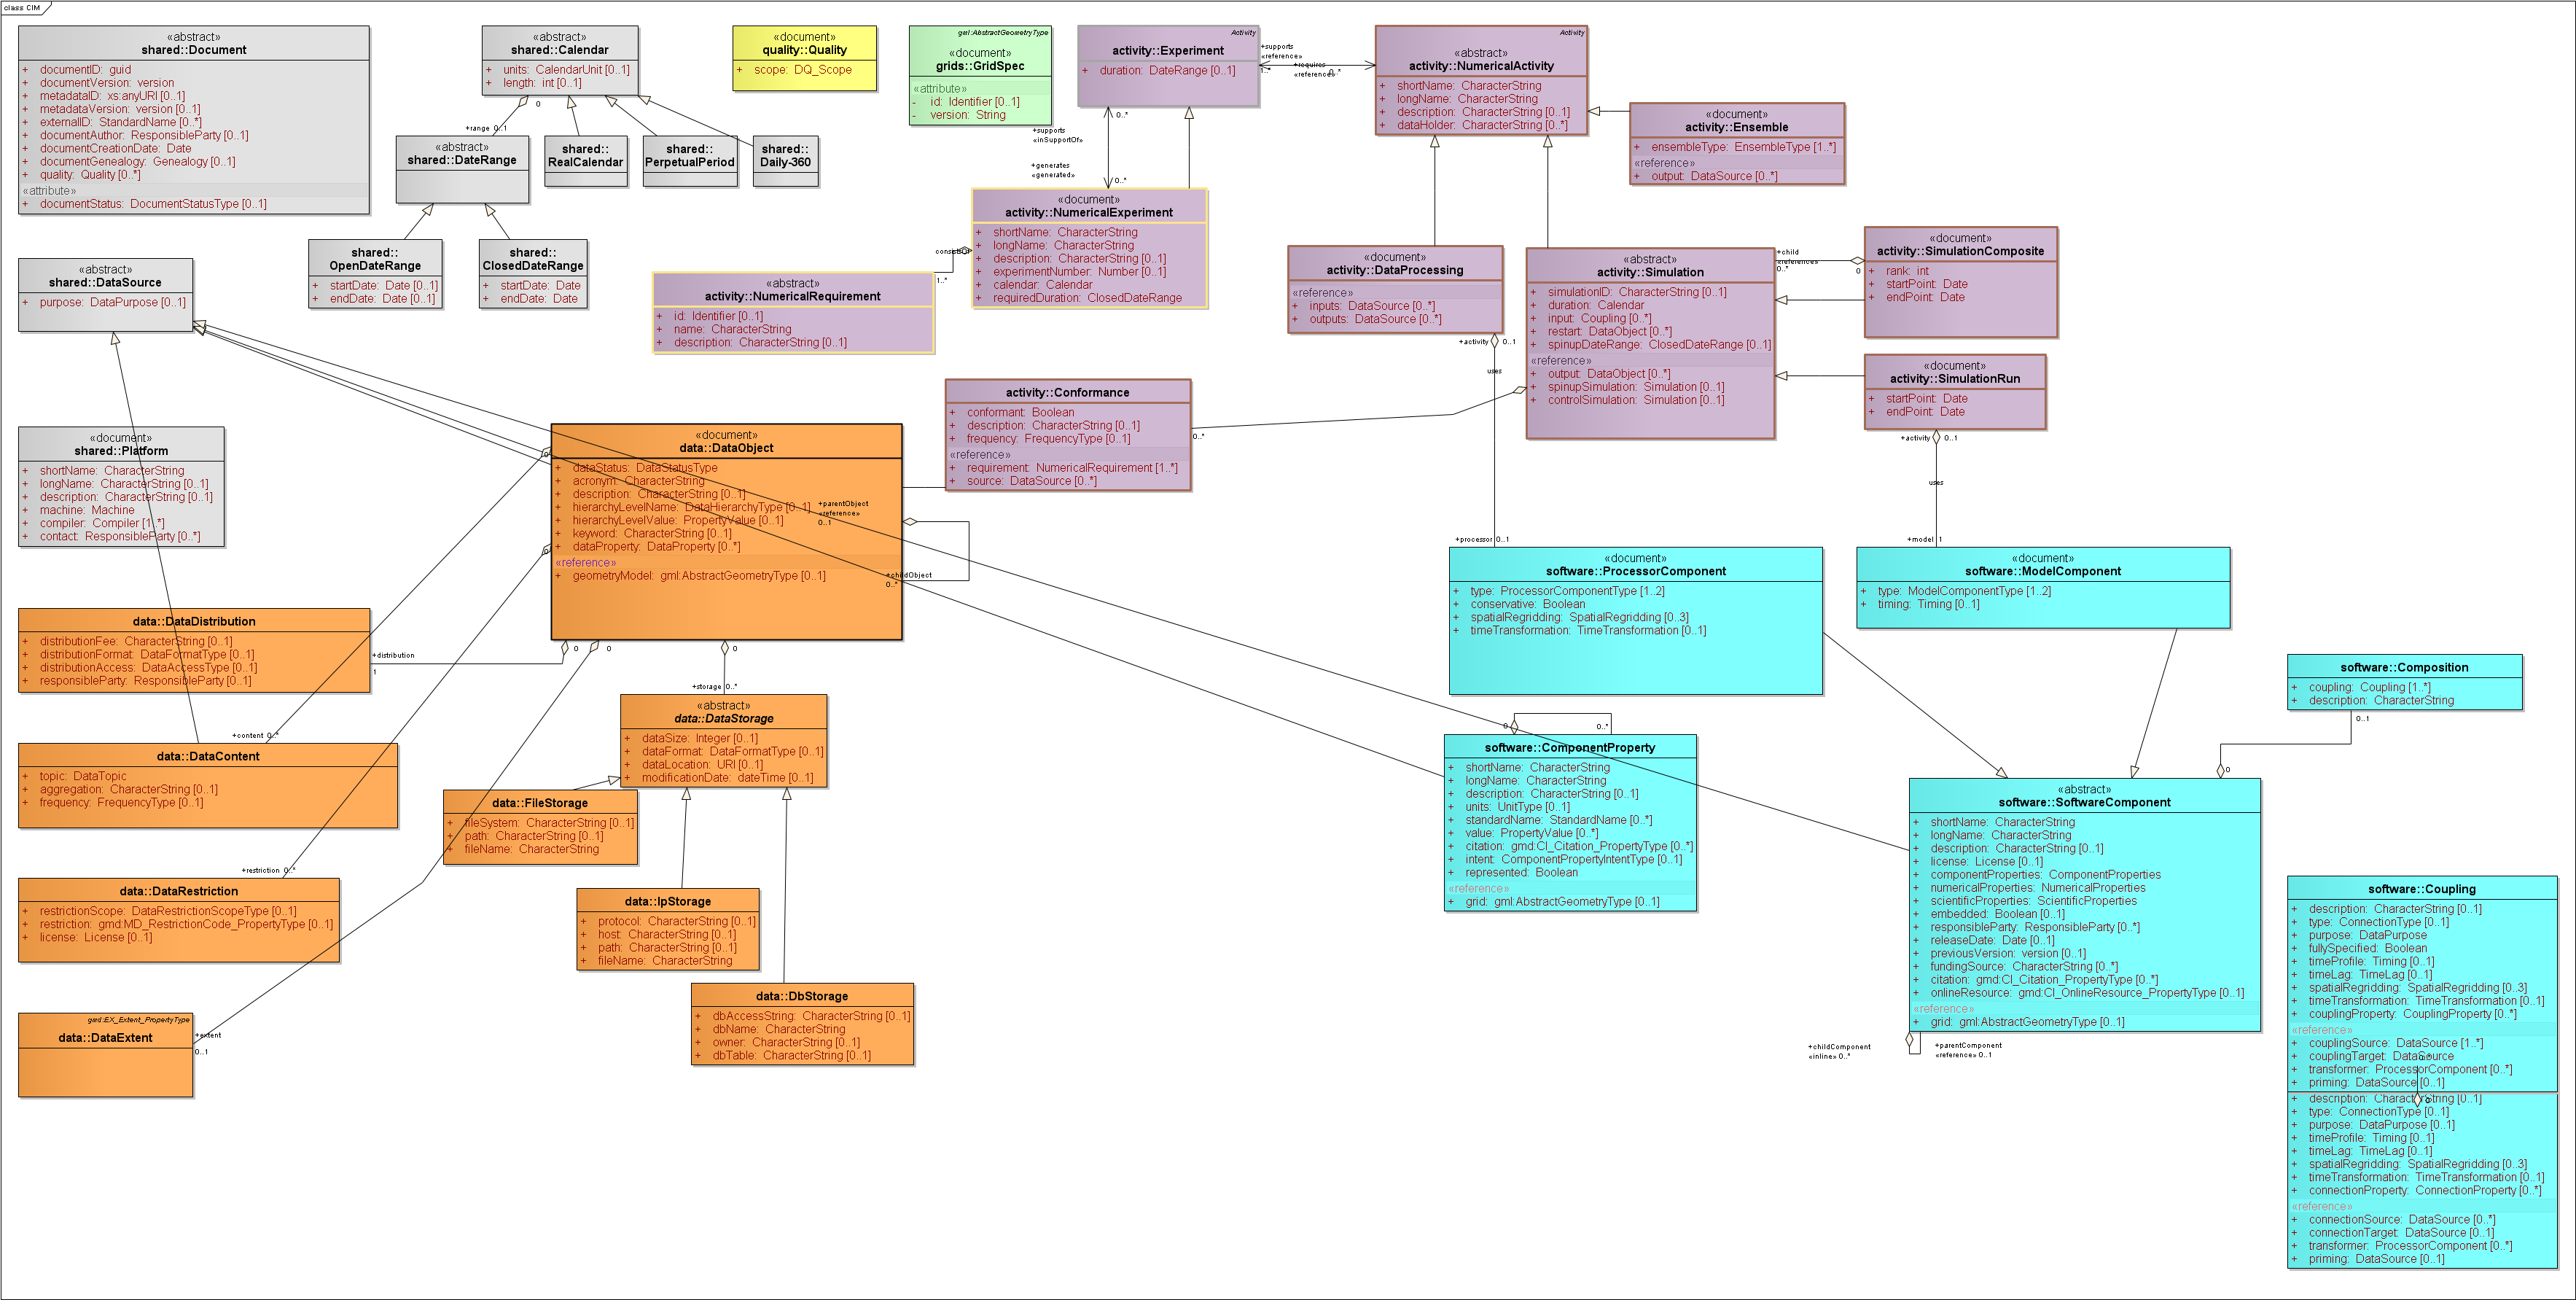 class CIM
«abstract»
shared::Document
+ documentID: guid
+ documentVersion: version
+ metadataID: xs:anyURI [0..1]
+ metadataVersion: version [0..1]
+ externalID: StandardName [0..*]
+ documentAuthor: ResponsibleParty [0..1]
+ documentCreationDate: Date
+ documentGenealogy: Genealogy [0..1]
+ quality: Quality [0..*]
«attribute»
+ documentStatus: DocumentStatusType [0..1]
«abstract»
shared::Calendar
+ units: CalendarUnit [0..1]
+ length: int [0..1]
0
+range 0..1
«abstract»
shared::DateRange
shared::
RealCalendar
shared::
PerpetualPeriod
shared::
Daily-360
shared::
OpenDateRange
+ startDate: Date [0..1]
+ endDate: Date [0..1]
shared::
ClosedDateRange
+ startDate: Date
+ endDate: Date
«document»
quality::Quality
+ scope: DQ_Scope
gml:AbstractGeometryType
«document»
grids::GridSpec
«attribute»
- id: Identifier [0..1]
- version: String
Activity
activity::Experiment
+ duration: DateRange [0..1]
+supports
«reference»
1..*
+requires
«reference»
0..*
Activity
«abstract»
activity::NumericalActivity
+ shortName: CharacterString
+ longName: CharacterString
+ description: CharacterString [0..1]
+ dataHolder: CharacterString [0..*]
«document»
activity::Ensemble
+ ensembleType: EnsembleType [1..*]
«reference»
+ output: DataSource [0..*]
0..*
+supports
«inSupportOf»
+generates
«generated»
0..*
«document»
activity::NumericalExperiment
+ shortName: CharacterString
+ longName: CharacterString
+ description: CharacterString [0..1]
+ experimentNumber: Number [0..1]
+ calendar: Calendar
+ requiredDuration: ClosedDateRange
1..*
«abstract»
activity::NumericalRequirement
+ id: Identifier [0..1]
+ name: CharacterString
+ description: CharacterString [0..1]
«document»
activity::DataProcessing
«reference»
+ inputs: DataSource [0..*]
+ outputs: DataSource [0..*]
+activity 0..1
uses
+processor 0..1
«abstract»
activity::Simulation
+ simulationID: CharacterString [0..1]
+ duration: Calendar
+ input: Coupling [0..*]
+ restart: DataObject [0..*]
+ spinupDateRange: ClosedDateRange [0..1]
«reference»
+ output: DataObject [0..*]
+ spinupSimulation: Simulation [0..1]
+ controlSimulation: Simulation [0..1]
+child
«reference»
0..*
0
«document»
activity::SimulationComposite
+ rank: int
+ startPoint: Date
+ endPoint: Date
«document»
activity::SimulationRun
+ startPoint: Date
+ endPoint: Date
+activity 0..1
uses
+model 1
«abstract»
shared::DataSource
+ purpose: DataPurpose [0..1]
«document»
shared::Platform
+ shortName: CharacterString
+ longName: CharacterString [0..1]
+ description: CharacterString [0..1]
+ machine: Machine
+ compiler: Compiler [1..*]
+ contact: ResponsibleParty [0..*]
activity::Conformance
+ conformant: Boolean
+ description: CharacterString [0..1]
+ frequency: FrequencyType [0..1]
«reference»
+ requirement: NumericalRequirement [1..*]
+ source: DataSource [0..*]
0..*
«document»
data::DataObject
+ dataStatus: DataStatusType
+ acronym: CharacterString
+ description: CharacterString [0..1]
+ hierarchyLevelName: DataHierarchyType [0..1]
+ hierarchyLevelValue: PropertyValue [0..1]
+ keyword: CharacterString [0..1]
+ dataProperty: DataProperty [0..*]
«reference»
+ geometryModel: gml:AbstractGeometryType [0..1]
0
0
+parentObject
«reference»
0..1
+childObject
0..*
0
0
0
data::DataDistribution
+ distributionFee: CharacterString [0..1]
+ distributionFormat: DataFormatType [0..1]
+ distributionAccess: DataAccessType [0..1]
+ responsibleParty: ResponsibleParty [0..1]
+distribution
1
+storage 0..*
+content 0..*
data::DataContent
+ topic: DataTopic
+ aggregation: CharacterString [0..1]
+ frequency: FrequencyType [0..1]
+restriction 0..*
data::DataRestriction
+ restrictionScope: DataRestrictionScopeType [0..1]
+ restriction: gmd:MD_RestrictionCode_PropertyType [0..1]
+ license: License [0..1]
gmd:EX_Extent_PropertyType
data::DataExtent
+extent
0..1
«abstract»
data::DataStorage
+ dataSize: Integer [0..1]
+ dataFormat: DataFormatType [0..1]
+ dataLocation: URI [0..1]
+ modificationDate: dateTime [0..1]
data::FileStorage
+ fileSystem: CharacterString [0..1]
+ path: CharacterString [0..1]
+ fileName: CharacterString
data::IpStorage
+ protocol: CharacterString [0..1]
+ host: CharacterString [0..1]
+ path: CharacterString [0..1]
+ fileName: CharacterString
data::DbStorage
+ dbAccessString: CharacterString [0..1]
+ dbName: CharacterString
+ owner: CharacterString [0..1]
+ dbTable: CharacterString [0..1]
«document»
software::ProcessorComponent
+ type: ProcessorComponentType [1..2]
+ conservative: Boolean
+ spatialRegridding: SpatialRegridding [0..3]
+ timeTransformation: TimeTransformation [0..1]
«document»
software::ModelComponent
+ type: ModelComponentType [1..2]
+ timing: Timing [0..1]
software::Composition
+ coupling: Coupling [1..*]
+ description: CharacterString
0..1
0
0
0..*
software::ComponentProperty
+ shortName: CharacterString
+ longName: CharacterString
+ description: CharacterString [0..1]
+ units: UnitType [0..1]
+ standardName: StandardName [0..*]
+ value: PropertyValue [0..*]
+ citation: gmd:CI_Citation_PropertyType [0..*]
+ intent: ComponentPropertyIntentType [0..1]
+ represented: Boolean
«reference»
+ grid: gml:AbstractGeometryType [0..1]
«abstract»
software::SoftwareComponent
+ shortName: CharacterString
+ longName: CharacterString
+ description: CharacterString [0..1]
+ license: License [0..1]
+ componentProperties: ComponentProperties
+ numericalProperties: NumericalProperties
+ scientificProperties: ScientificProperties
+ embedded: Boolean [0..1]
+ responsibleParty: ResponsibleParty [0..*]
+ releaseDate: Date [0..1]
+ previousVersion: version [0..1]
+ fundingSource: CharacterString [0..*]
+ citation: gmd:CI_Citation_PropertyType [0..*]
+ onlineResource: gmd:CI_OnlineResource_PropertyType [0..1]
«reference»
+ grid: gml:AbstractGeometryType [0..1]
+childComponent
«inline» 0..*
+parentComponent
«reference» 0..1
software::Coupling
+ description: CharacterString [0..1]
+ type: ConnectionType [0..1]
+ purpose: DataPurpose
+ fullySpecified: Boolean
+ timeProfile: Timing [0..1]
+ timeLag: TimeLag [0..1]
+ spatialRegridding: SpatialRegridding [0..3]
+ timeTransformation: TimeTransformation [0..1]
+ couplingProperty: CouplingProperty [0..*]
«reference»
+ couplingSource: DataSource [1..*]
+ couplingTarget: DataSource
+ transformer: ProcessorComponent [0..*]
+ priming: DataSource [0..1]
+ description: CharacterString [0..1]
+ type: ConnectionType [0..1]
+ purpose: DataPurpose [0..1]
+ timeProfile: Timing [0..1]
+ timeLag: TimeLag [0..1]
+ spatialRegridding: SpatialRegridding [0..3]
+ timeTransformation: TimeTransformation [0..1]
+ connectionProperty: ConnectionProperty [0..*]
«reference»
+ connectionSource: DataSource [0..*]
+ connectionTarget: DataSource [0..1]
+ transformer: ProcessorComponent [0..*]
+ priming: DataSource [0..1]